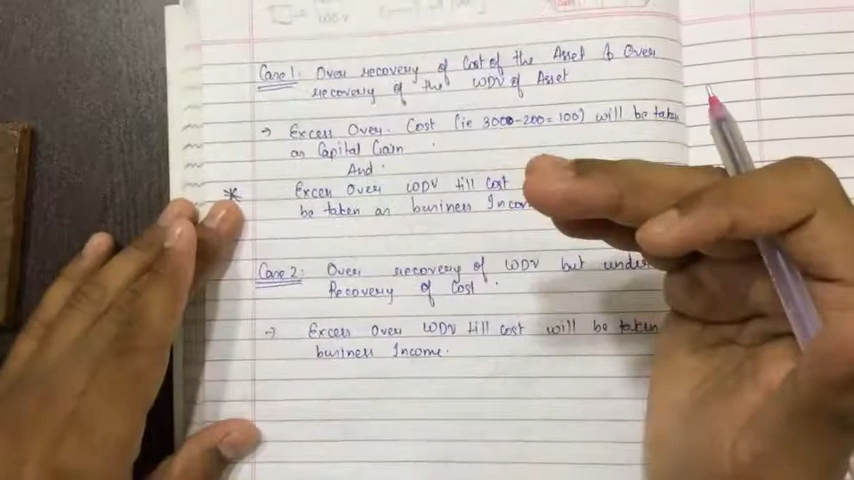 WDV
Case 1: Over recovery of Cost of the Asset & Over
recovery of the WDV of Asset
→ Excess Over Cost (ie 300-200=100) will be taken
as Capital Gain
And
* Excess Over WDV till Cost
be taken as business Income
Case 2: Over recovery of WDV but under
Recovery of Cost.
→ Excess Over WDV till cost will be taken
business Income.